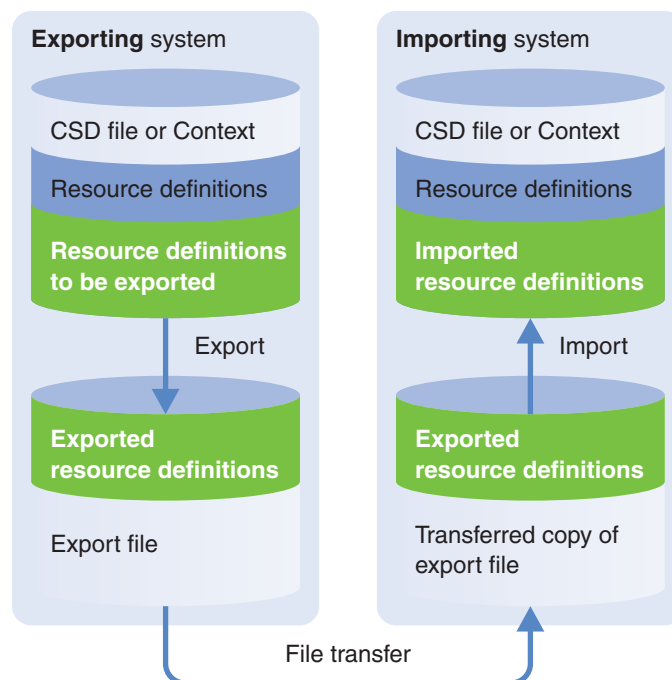 Exporting system
CSD file or Context
Resource definitions
Resource definitions
to be exported
Export
Exported
resource definitions
Export file
Importing system
CSD file or Context
Resource definitions
Imported
resource definitions
Import
Exported
resource definitions
Transferred copy of
export file
File transfer